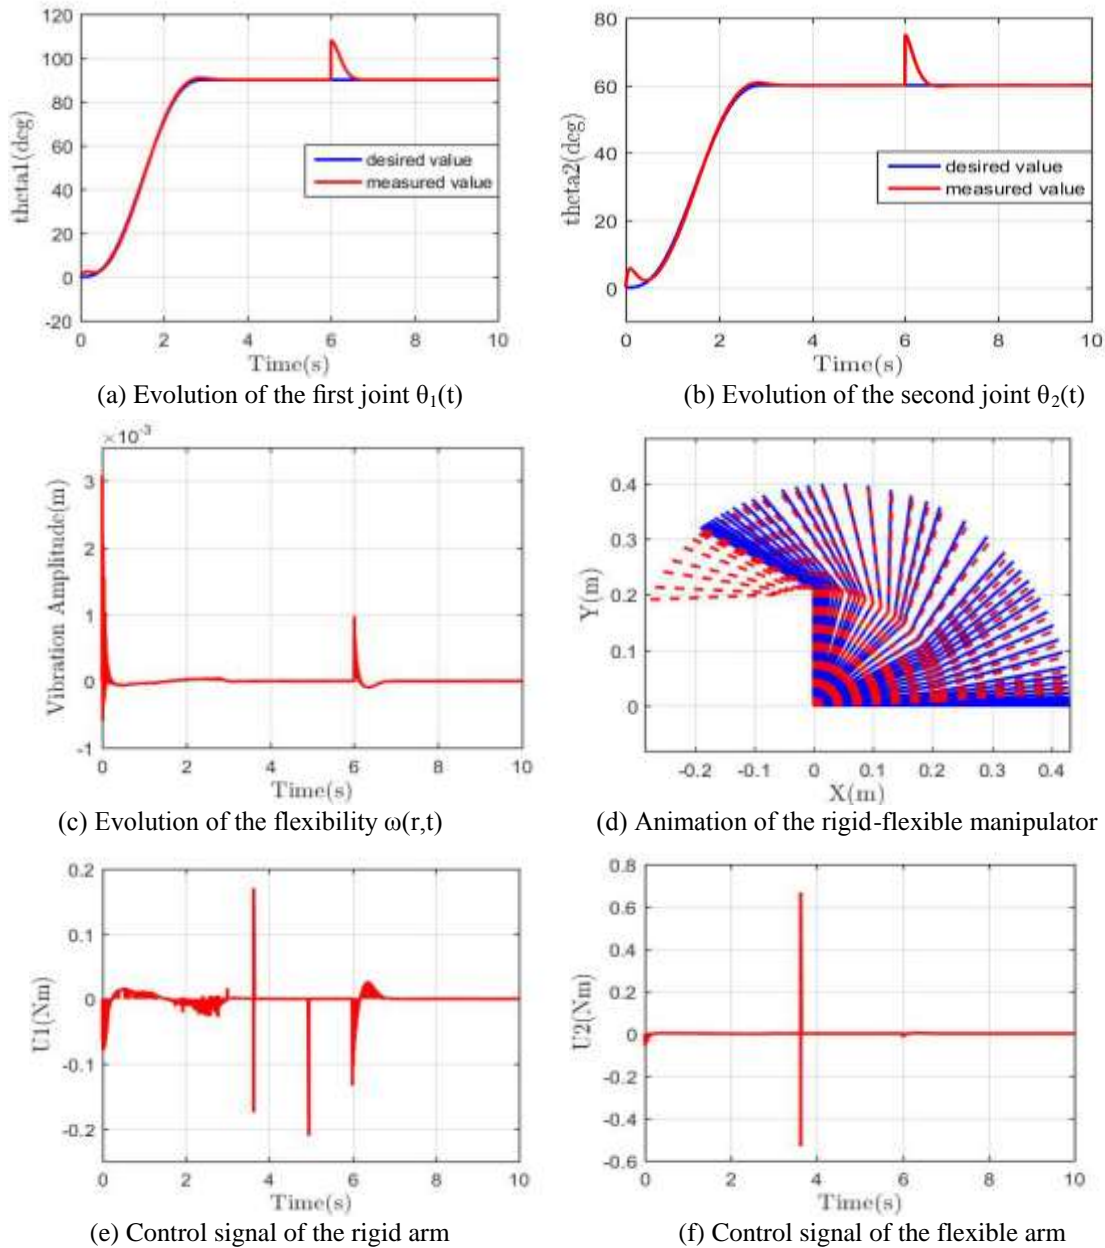 120
100
80
60
40
20
0
-20
theta1(deg)
desired value
measured value
0 2 4 6 8 10
Time(s)
(a) Evolution of the first joint θ₁(t)
80
60
40
20
0
theta2(deg)
desired value
measured value
0 2 4 6 8 10
Time(s)
(b) Evolution of the second joint θ₂(t)
×10⁻³
3
2
1
0
-1
Vibration Amplitude(m)
0 2 4 6 8 10
Time(s)
(c) Evolution of the flexibility ω(r,t)
0.4
0.3
0.2
0.1
0
Y(m)
-0.2 -0.1 0 0.1 0.2 0.3 0.4
X(m)
(d) Animation of the rigid-flexible manipulator
0.2
0.1
0
-0.1
-0.2
U1(Nm)
0 2 4 6 8 10
Time(s)
(e) Control signal of the rigid arm
0.8
0.6
0.4
0.2
0
-0.2
-0.4
-0.6
U2(Nm)
0 2 4 6 8 10
Time(s)
(f) Control signal of the flexible arm